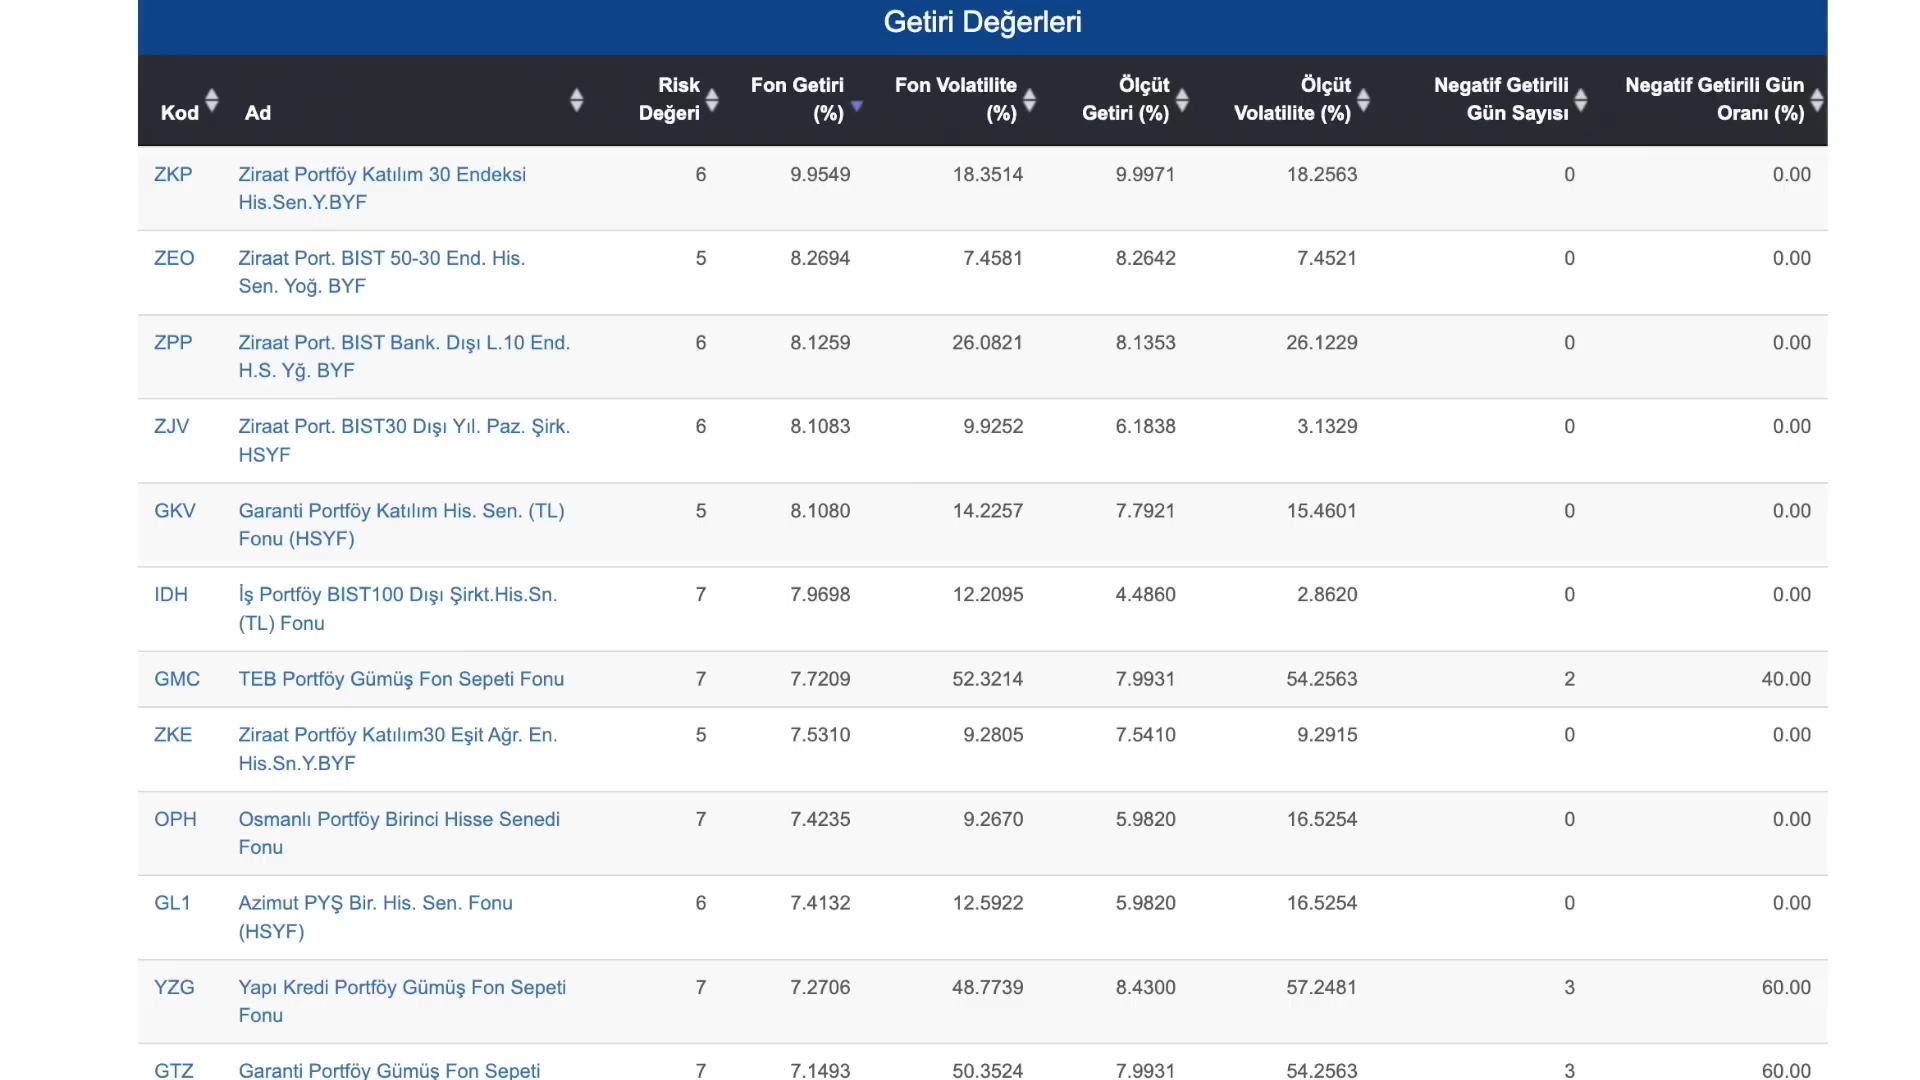 Getiri Değerleri
Kod Ad Risk Değeri Fon Getiri (%) Fon Volatilite (%) Ölçüt Getiri (%) Ölçüt Volatilite (%) Negatif Getirili Gün Sayısı Negatif Getirili Gün Oranı (%)
ZKP Ziraat Portföy Katılım 30 Endeksi 6 9.9549 18.3514 9.9971 18.2563 0 0.00
His.Sen.Y.BYF
ZEO Ziraat Port. BIST 50-30 End. His. 5 8.2694 7.4581 8.2642 7.4521 0 0.00
Sen. Yoğ. BYF
ZPP Ziraat Port. BIST Bank. Dışı L.10 End. 6 8.1259 26.0821 8.1353 26.1229 0 0.00
H.S. Yğ. BYF
ZJV Ziraat Port. BIST30 Dışı Yıl. Paz. Şirk. 6 8.1083 9.9252 6.1838 3.1329 0 0.00
HSYF
GKV Garanti Portföy Katılım His. Sen. (TL) 5 8.1080 14.2257 7.7921 15.4601 0 0.00
Fonu (HSYF)
IDH İş Portföy BIST100 Dışı Şirkt.His.Sn. 7 7.9698 12.2095 4.4860 2.8620 0 0.00
(TL) Fonu
GMC TEB Portföy Gümüş Fon Sepeti Fonu 7 7.7209 52.3214 7.9931 54.2563 2 40.00
ZKE Ziraat Portföy Katılım30 Eşit Ağr. En. 5 7.5310 9.2805 7.5410 9.2915 0 0.00
His.Sn.Y.BYF
OPH Osmanlı Portföy Birinci Hisse Senedi 7 7.4235 9.2670 5.9820 16.5254 0 0.00
Fonu
GL1 Azimut PYŞ Bir. His. Sen. Fonu 6 7.4132 12.5922 5.9820 16.5254 0 0.00
(HSYF)
YZG Yapı Kredi Portföy Gümüş Fon Sepeti 7 7.2706 48.7739 8.4300 57.2481 3 60.00
Fonu
GTZ Garanti Portföy Gümüş Fon Sepeti 7 7.1493 50.3524 7.9931 54.2563 3 60.00